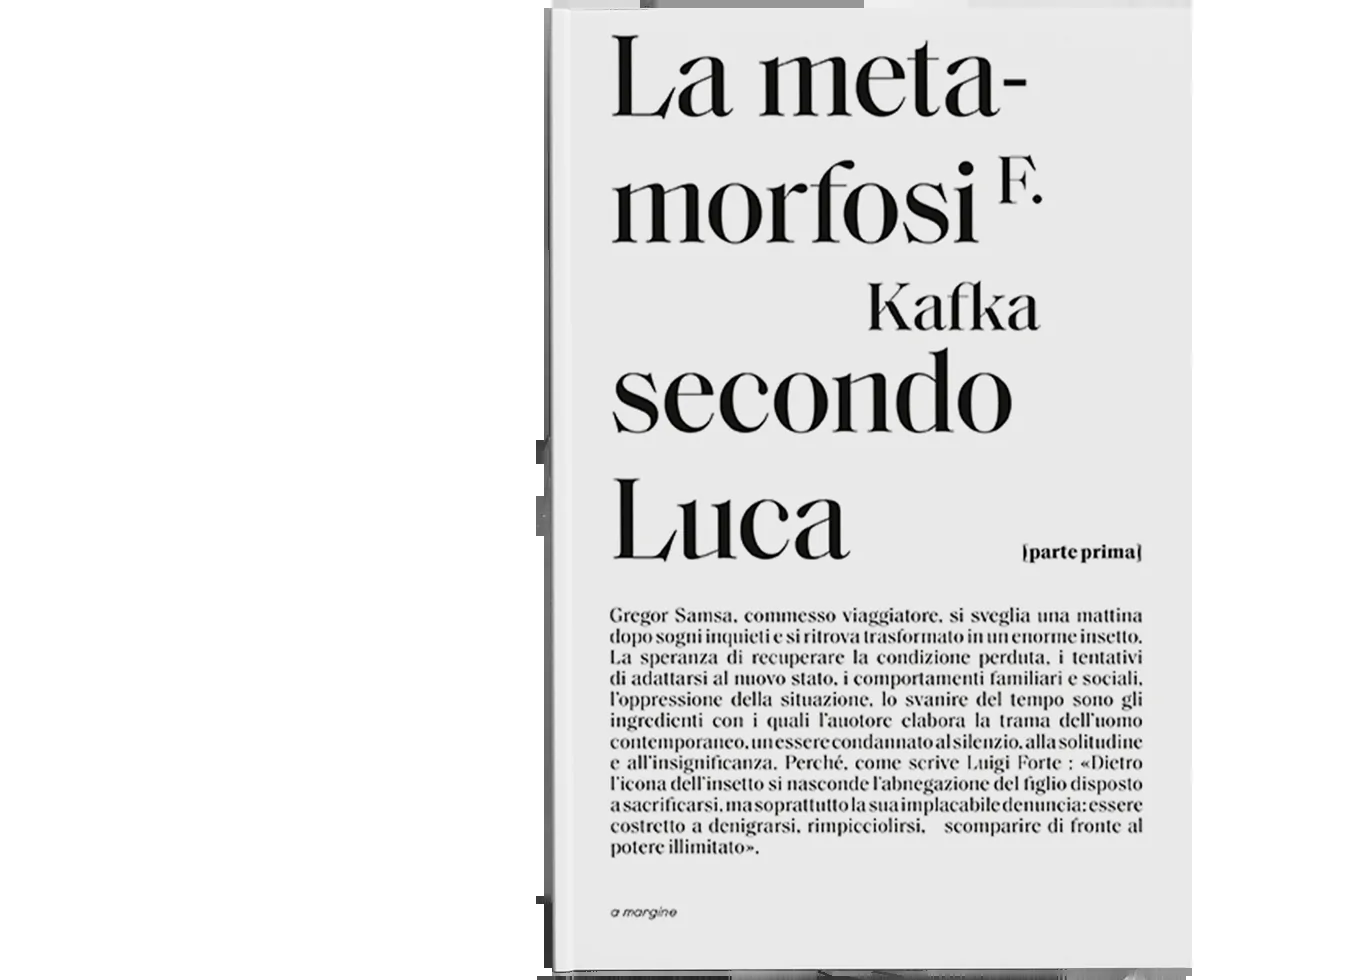 La meta-
morfosi F.
Kafka
secondo
Luca
[parte prima]
Gregor Samsa, commesso viaggiatore, si sveglia una mattina
dopo sogni inquieti e si ritrova trasformato in un enorme insetto.
La speranza di recuperare la condizione perduta, i tentativi
di adattarsi al nuovo stato, i comportamenti familiari e sociali,
l'oppressione della situazione, lo svanire del tempo sono gli
ingredienti con i quali l'auotore elabora la trama dell'uomo
contemporaneo, un essere condannato al silenzio, alla solitudine
e all'insignificanza. Perché, come scrive Luigi Forte : «Dietro
l'icona dell'insetto si nasconde l'abnegazione del figlio disposto
a sacrificarsi, ma soprattutto la sua implacabile denuncia: essere
costretto a denigrarsi, rimpicciolirsi, scomparire di fronte al
potere illimitato».
a margine